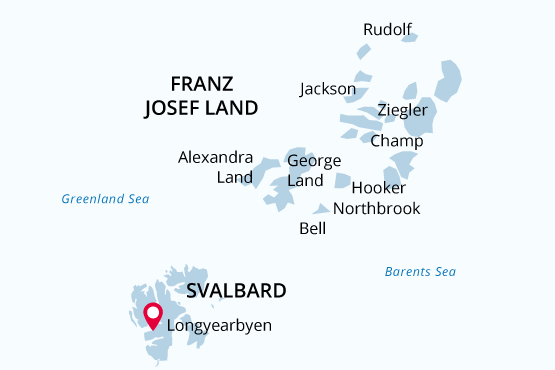 Rudolf
FRANZ
JOSEF LAND
Jackson
Ziegler
Champ
Alexandra
Land
George
Land
Hooker
Northbrook
Greenland Sea
Bell
Barents Sea
SVALBARD
Longyearbyen